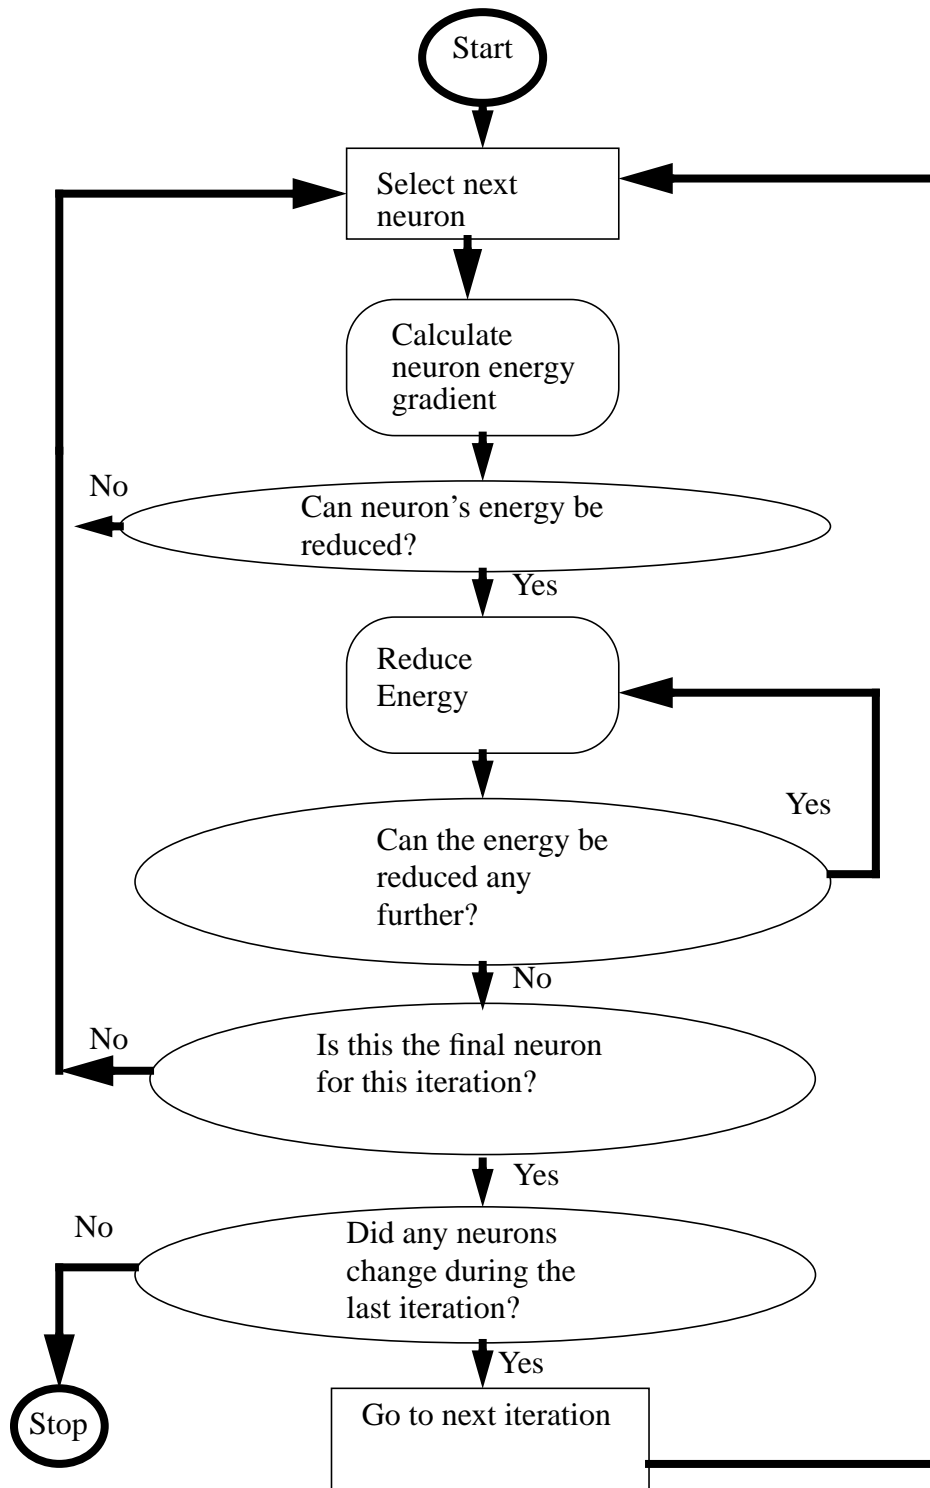 Start
Select next
neuron
Calculate
neuron energy
gradient
No
Can neuron's energy be
reduced?
Yes
Reduce
Energy
Yes
Can the energy be
reduced any
further?
No
No
Is this the final neuron
for this iteration?
Yes
No
Did any neurons
change during the
last iteration?
Yes
Stop
Go to next iteration